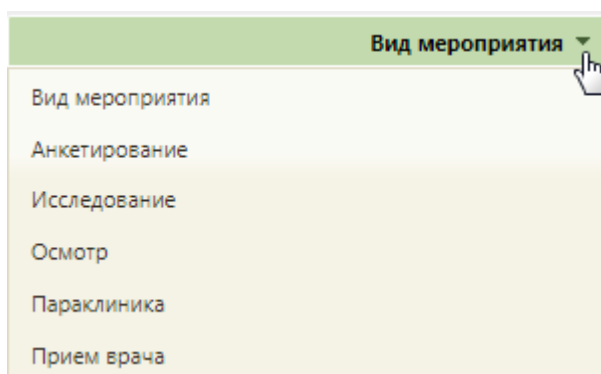 Вид мероприятия
Вид мероприятия
Анкетирование
Исследование
Осмотр
Параклиника
Прием врача